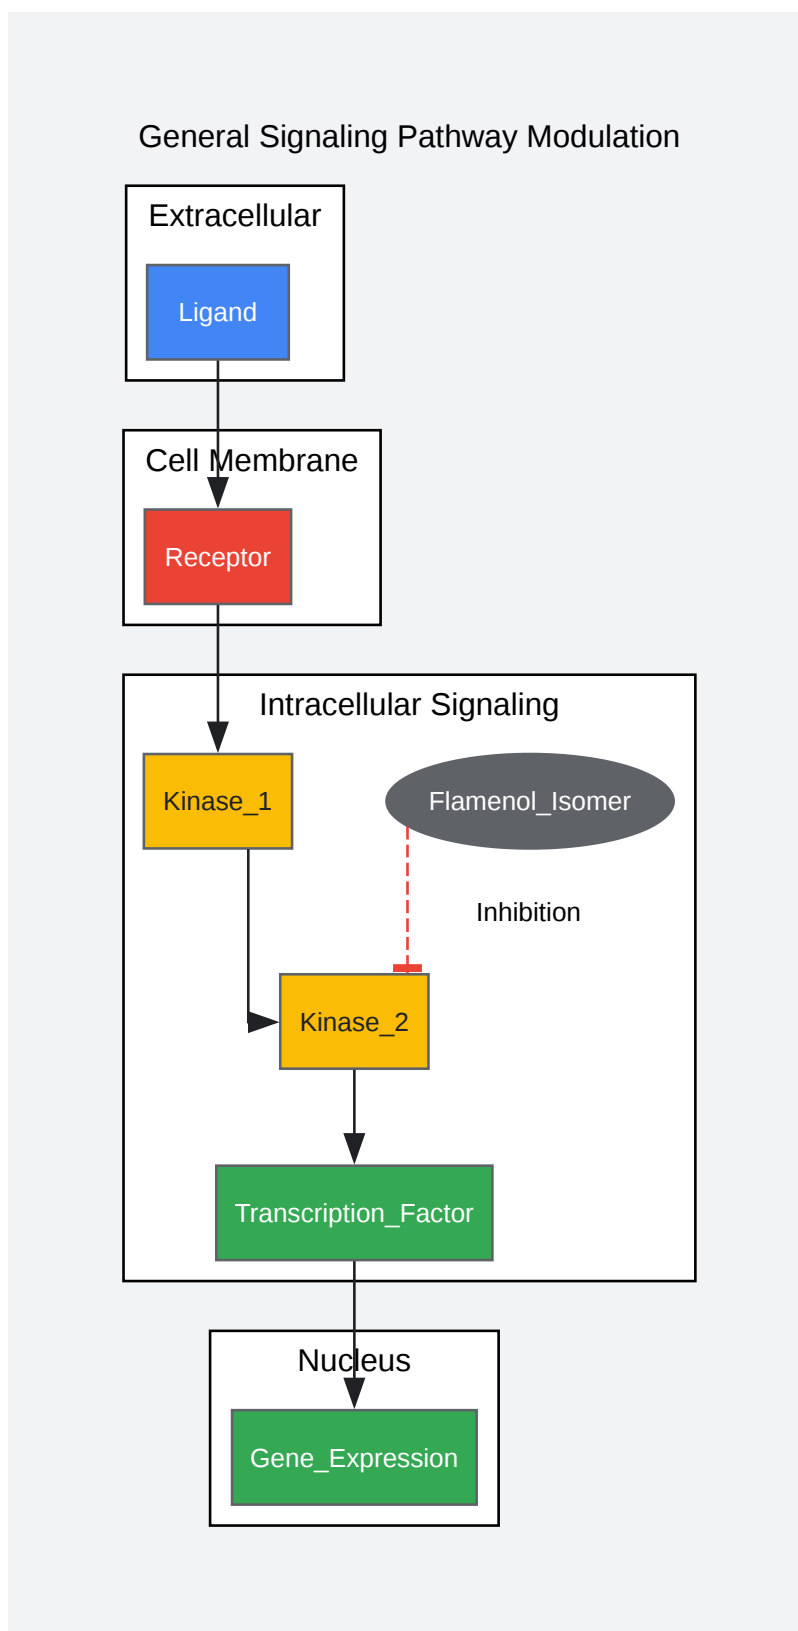 General Signaling Pathway Modulation
Extracellular
Ligand
Cell Membrane
Receptor
Intracellular Signaling
Kinase_1
Flamenol_Isomer
Inhibition
Kinase_2
Transcription_Factor
Nucleus
Gene_Expression